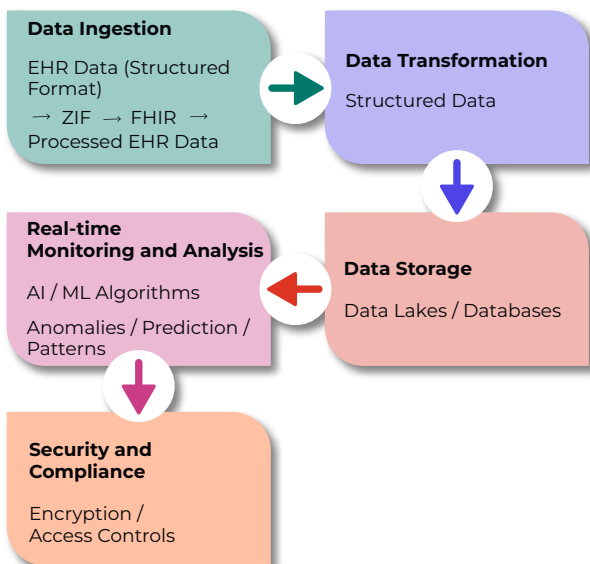 Data Ingestion
EHR Data (Structured
Format)
→ ZIF → FHIR →
Processed EHR Data
Data Transformation
Structured Data
Data Storage
Data Lakes / Databases
Real-time
Monitoring and Analysis
AI / ML Algorithms
Anomalies / Prediction /
Patterns
Security and
Compliance
Encryption /
Access Controls